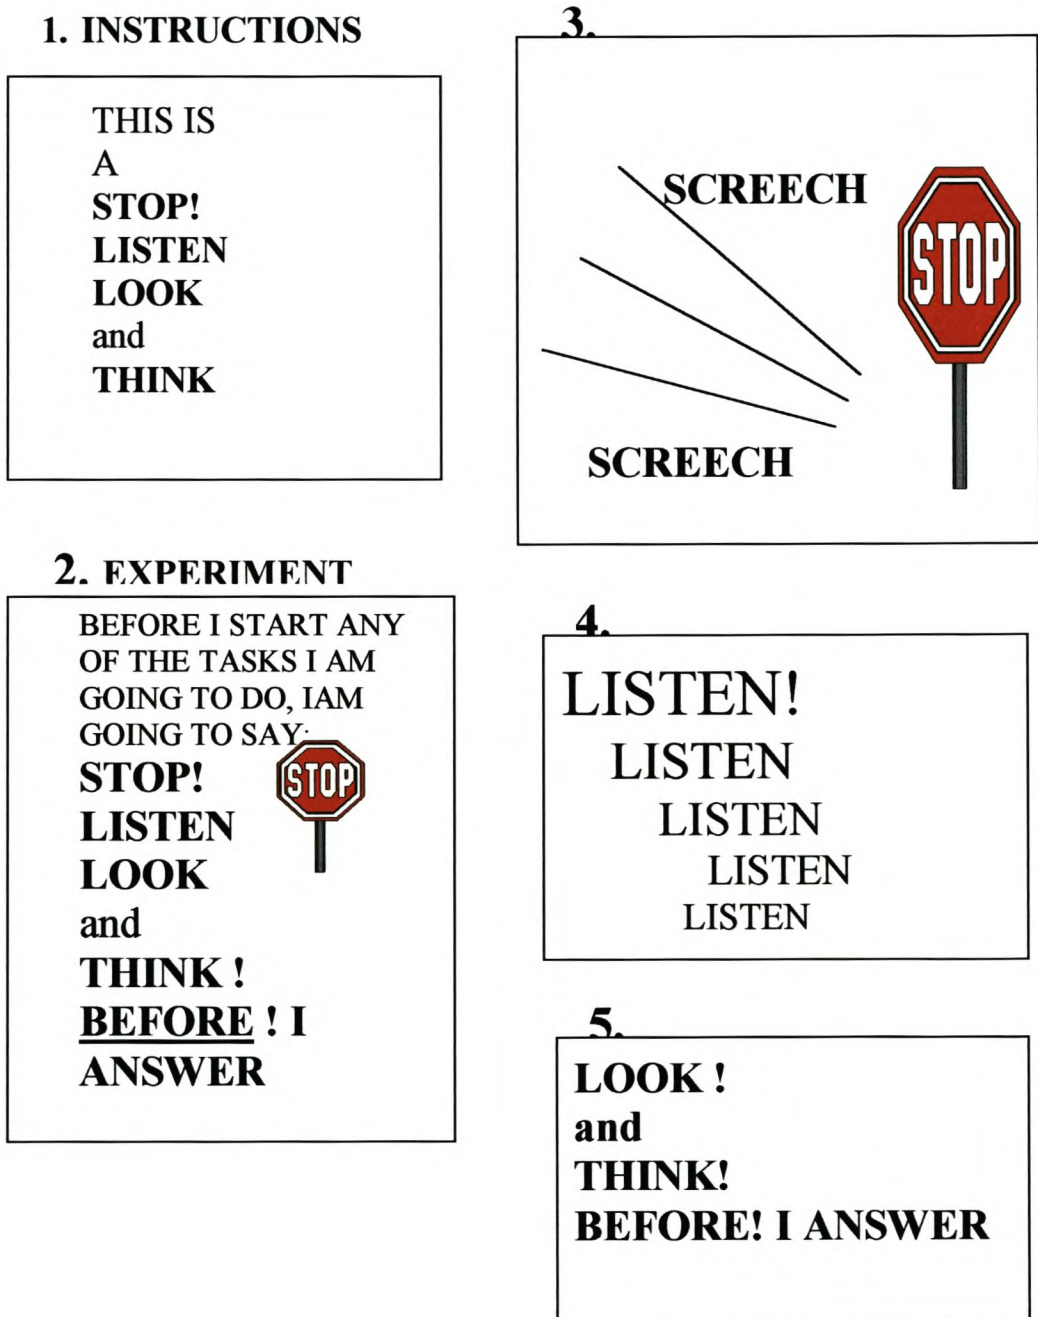 1. INSTRUCTIONS
THIS IS
A
STOP!
LISTEN
LOOK
and
THINK
2. EXPERIMENT
BEFORE I START ANY
OF THE TASKS I AM
GOING TO DO, IAM
GOING TO SAY:
STOP!
STOP
LISTEN
LOOK
and
THINK !
BEFORE ! I
ANSWER
3.
SCREECH
STOP
SCREECH
4.
LISTEN!
LISTEN
LISTEN
LISTEN
LISTEN
5.
LOOK !
and
THINK!
BEFORE! I ANSWER